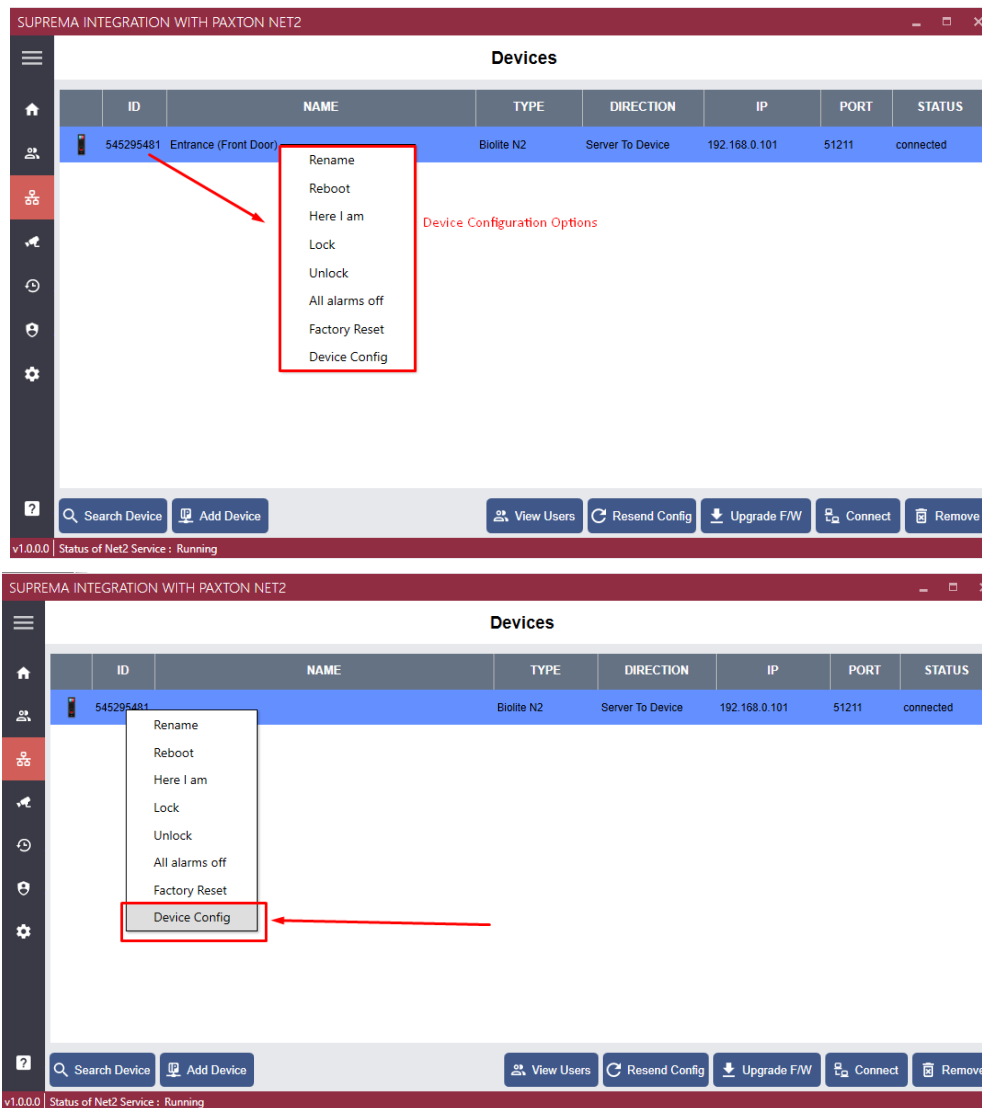 SUPREMA INTEGRATION WITH PAXTON NET2
Devices
ID NAME TYPE DIRECTION IP PORT STATUS
545295481 Entrance (Front Door) Biolite N2 Server To Device 192.168.0.101 51211 connected
Rename
Reboot
Here I am
Device Configuration Options
Lock
Unlock
All alarms off
Factory Reset
Device Config
Search Device Add Device View Users Resend Config Upgrade F/W Connect Remove
v1.0.0.0 Status of Net2 Service : Running
SUPREMA INTEGRATION WITH PAXTON NET2
Devices
ID NAME TYPE DIRECTION IP PORT STATUS
545295481 Biolite N2 Server To Device 192.168.0.101 51211 connected
Rename
Reboot
Here I am
Lock
Unlock
All alarms off
Factory Reset
Device Config
Search Device Add Device View Users Resend Config Upgrade F/W Connect Remove
v1.0.0.0 Status of Net2 Service : Running